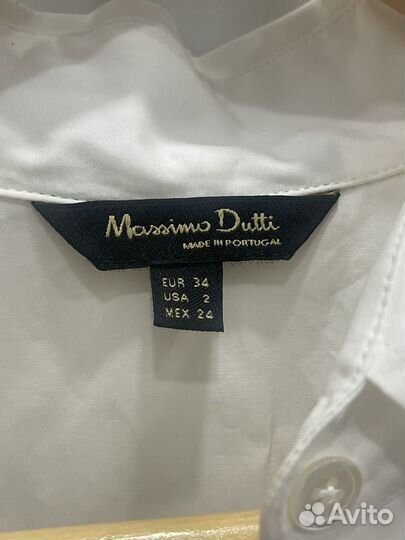 Massimo Dutti
MADE IN PORTUGAL
EUR 34
USA 2
MEX 24
Avito